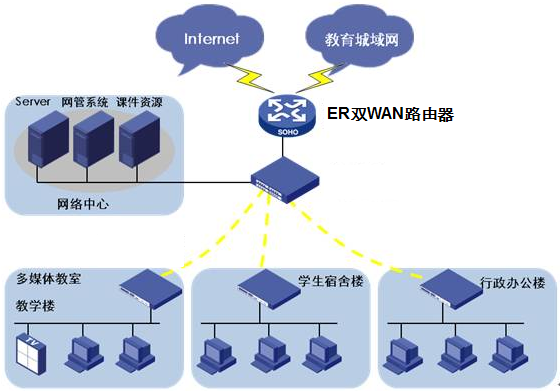 Internet
教育城域网
ER双WAN路由器
SOHO
Server 网管系统 课件资源
网络中心
多媒体教室
教学楼
TV
学生宿舍楼
行政办公楼